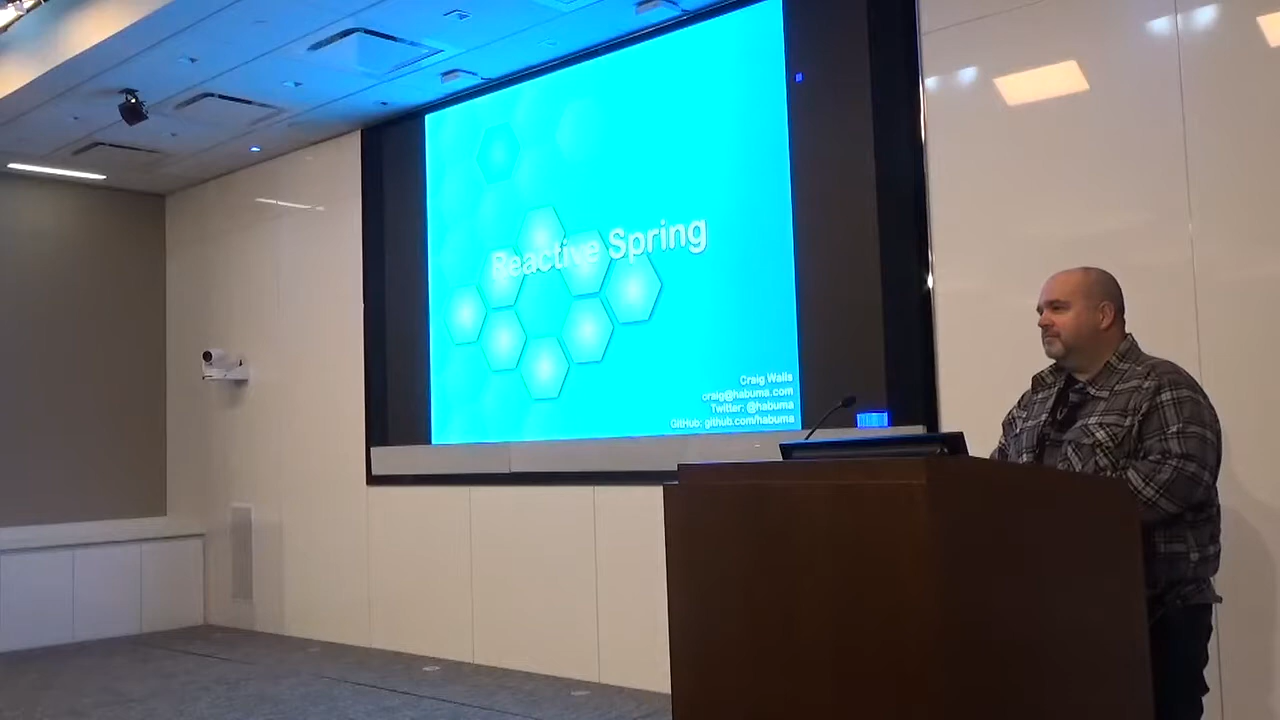 Reactive Spring
Craig Walls
craig@habuma.com
Twitter: @habuma
GitHub: github.com/habuma